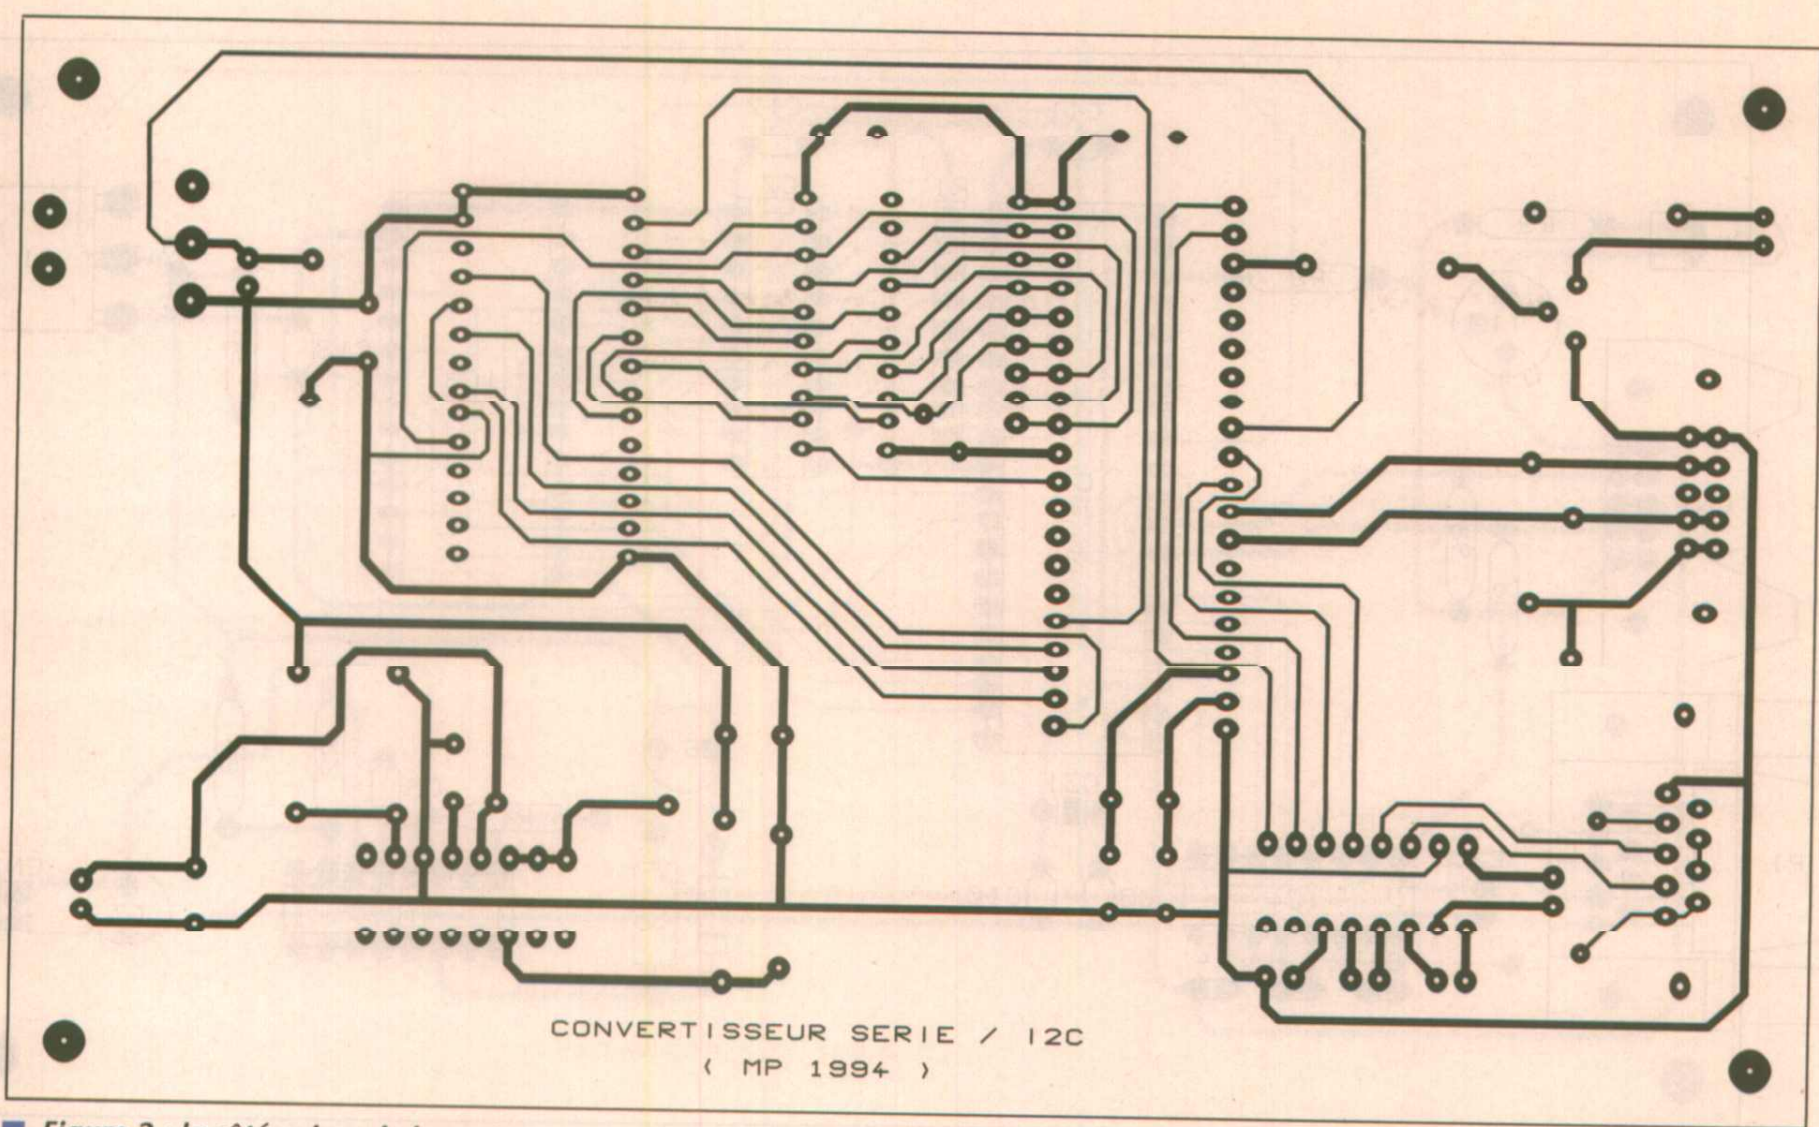 CONVERTISSEUR SERIE / I2C
( MP 1994 )